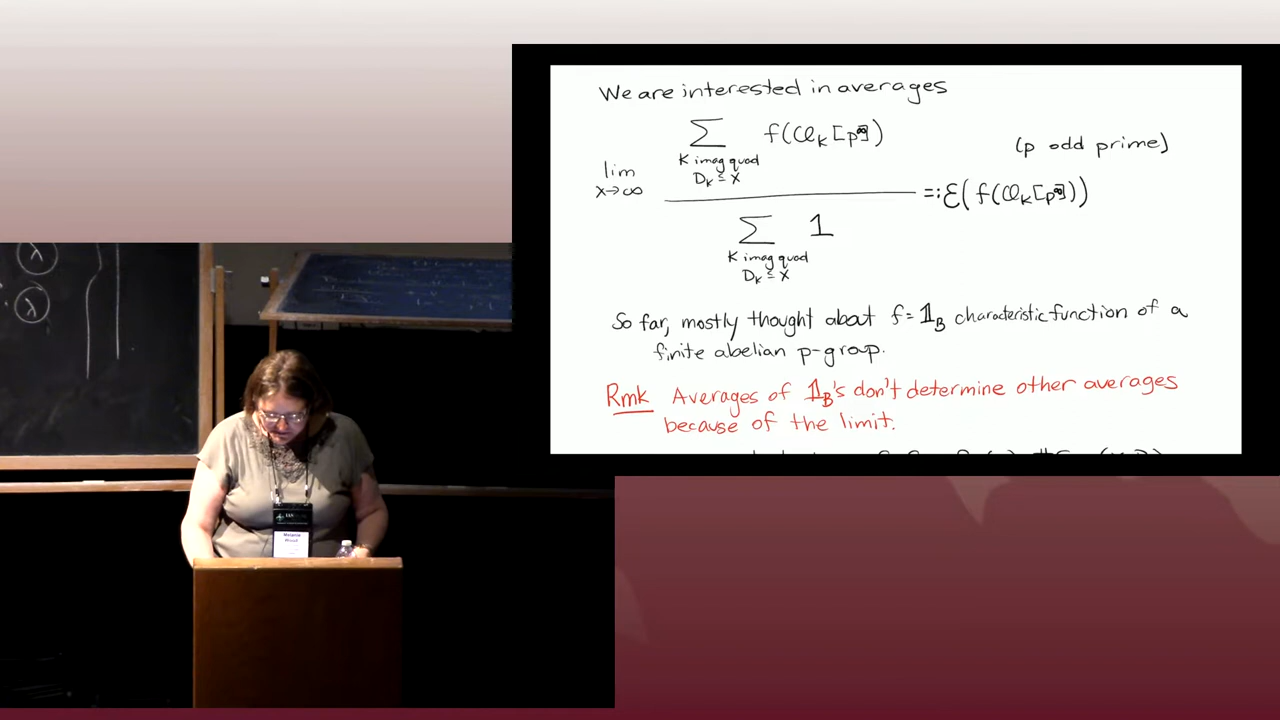 We are interested in averages
lim x→∞
∑ f(Cl_K[p^∞])
K imag quad
D_K ≤ X
(p odd prime)
=: ℰ(f(Cl_K[p^∞]))
∑ 1
K imag quad
D_K ≤ X
So far, mostly thought about f = 𝟙_B characteristic function of a
finite abelian p-group.
Rmk Averages of 𝟙_B's don't determine other averages
because of the limit.
λ
λ
Melanie